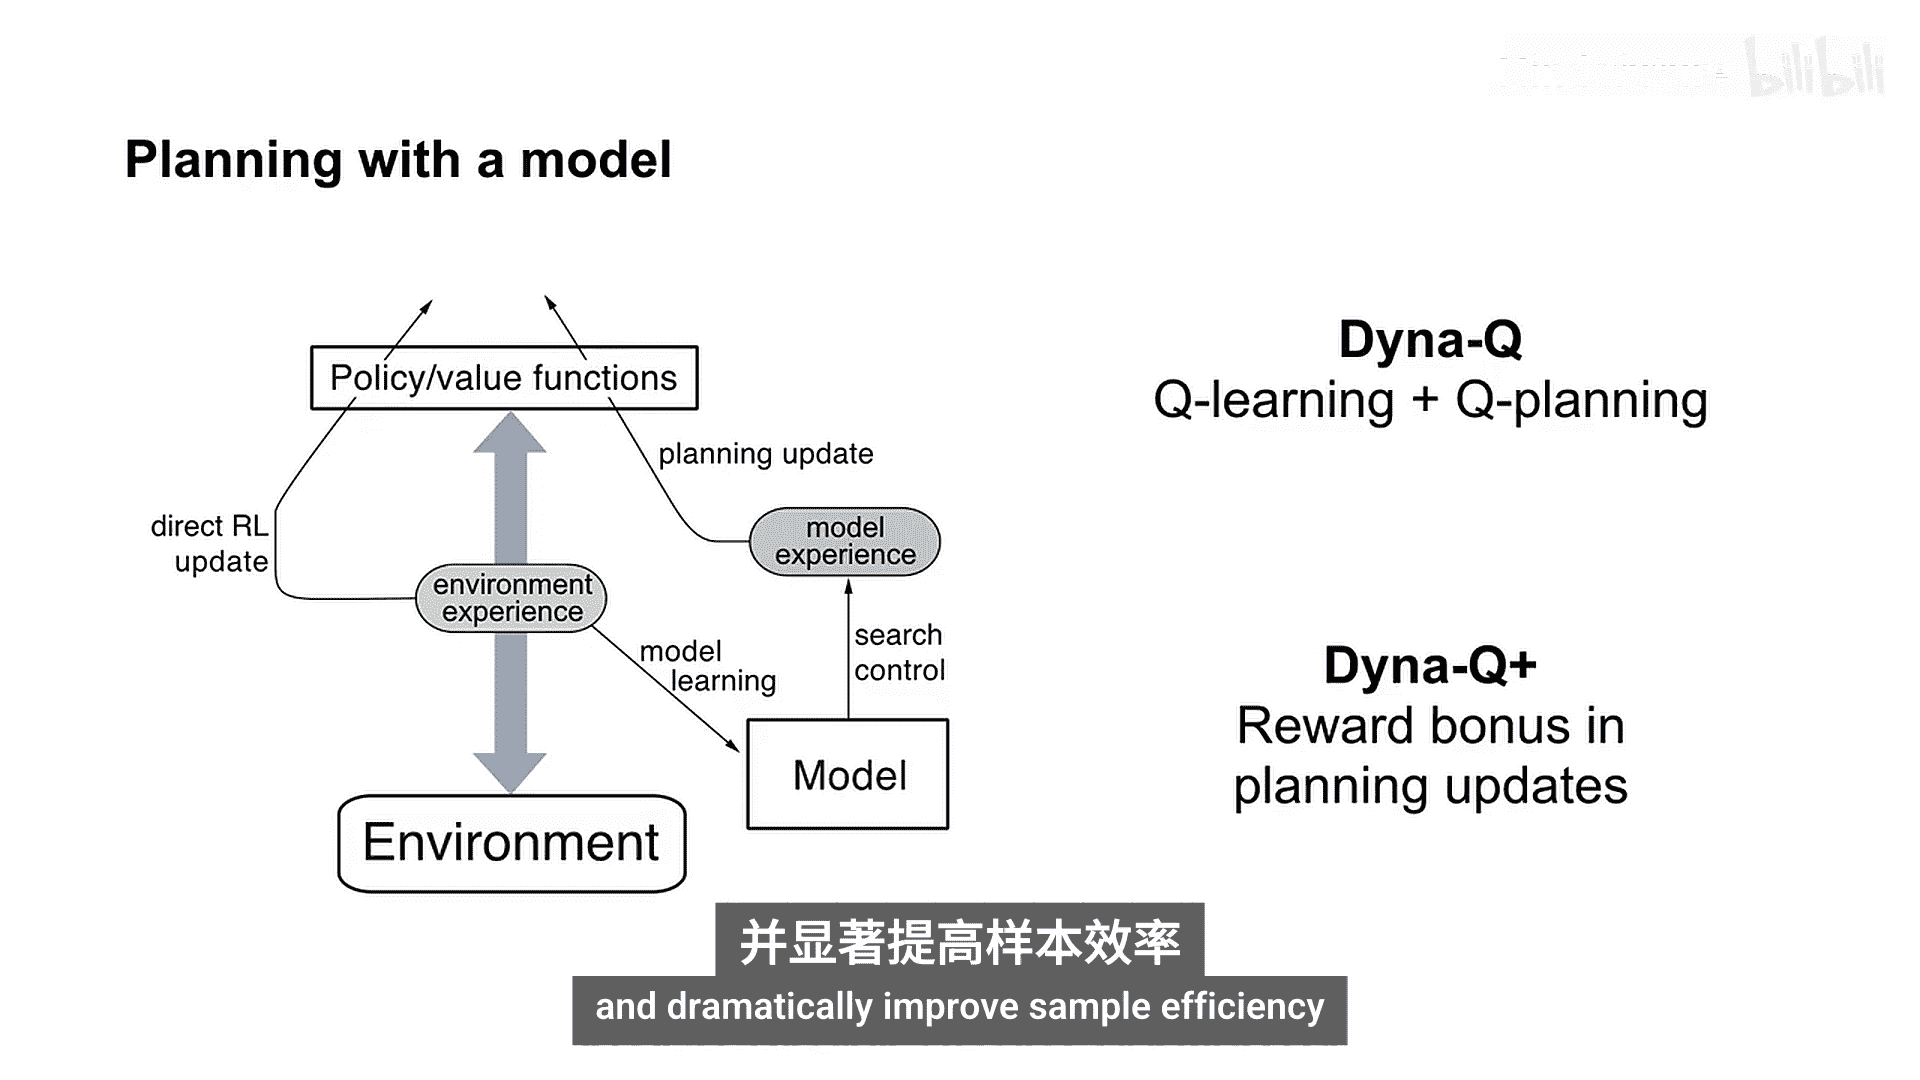 bilibili
Planning with a model
Policy/value functions
planning update
direct RL
update
model
experience
environment
experience
model
learning
search
control
Model
Environment
Dyna-Q
Q-learning + Q-planning
Dyna-Q+
Reward bonus in
planning updates
并显著提高样本效率
and dramatically improve sample efficiency